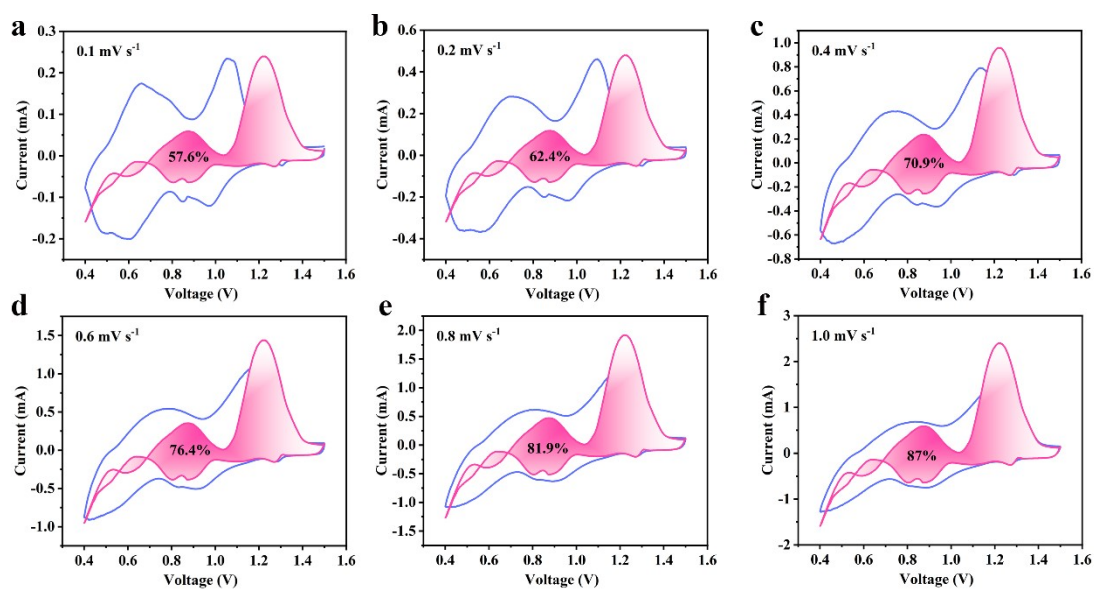 a
0.1 mV s⁻¹
0.3
0.2
0.1
0.0
-0.1
-0.2
Current (mA)
57.6%
0.4 0.6 0.8 1.0 1.2 1.4 1.6
Voltage (V)
b
0.2 mV s⁻¹
0.6
0.4
0.2
0.0
-0.2
-0.4
Current (mA)
62.4%
0.4 0.6 0.8 1.0 1.2 1.4 1.6
Voltage (V)
c
0.4 mV s⁻¹
1.0
0.8
0.6
0.4
0.2
0.0
-0.2
-0.4
-0.6
-0.8
Current (mA)
70.9%
0.4 0.6 0.8 1.0 1.2 1.4 1.6
Voltage (V)
d
0.6 mV s⁻¹
1.5
1.0
0.5
0.0
-0.5
-1.0
Current (mA)
76.4%
0.4 0.6 0.8 1.0 1.2 1.4 1.6
Voltage (V)
e
0.8 mV s⁻¹
2.0
1.5
1.0
0.5
0.0
-0.5
-1.0
-1.5
Current (mA)
81.9%
0.4 0.6 0.8 1.0 1.2 1.4 1.6
Voltage (V)
f
1.0 mV s⁻¹
3
2
1
0
-1
-2
Current (mA)
87%
0.4 0.6 0.8 1.0 1.2 1.4 1.6
Voltage (V)